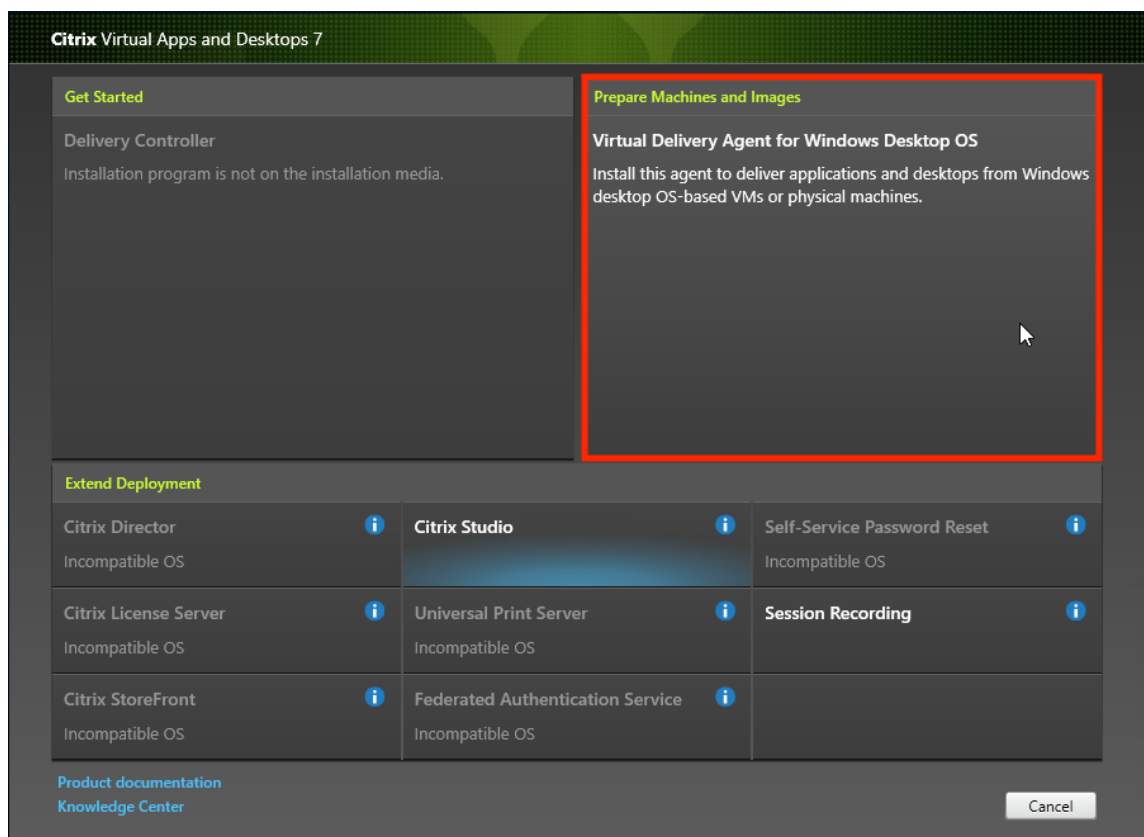 Citrix Virtual Apps and Desktops 7
Get Started
Delivery Controller
Installation program is not on the installation media.
Prepare Machines and Images
Virtual Delivery Agent for Windows Desktop OS
Install this agent to deliver applications and desktops from Windows
desktop OS-based VMs or physical machines.
Extend Deployment
Citrix Director
Incompatible OS
Citrix Studio
Self-Service Password Reset
Incompatible OS
Citrix License Server
Incompatible OS
Universal Print Server
Incompatible OS
Session Recording
Citrix StoreFront
Incompatible OS
Federated Authentication Service
Incompatible OS
Product documentation
Knowledge Center
Cancel